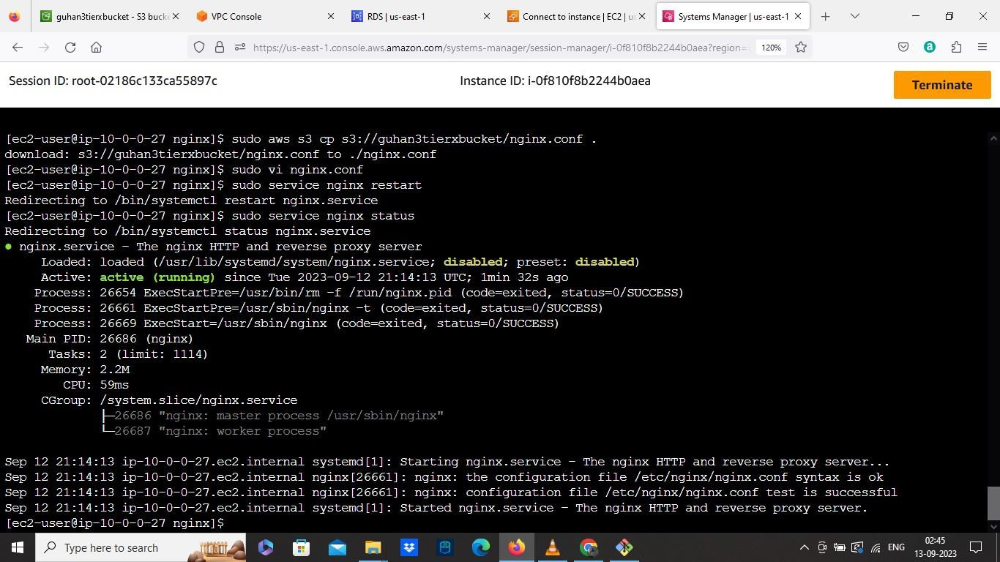 guhan3tierxbucket - S3 bucke
VPC Console
RDS | us-east-1
Connect to instance | EC2 | us
Systems Manager | us-east-1
https://us-east-1.console.aws.amazon.com/systems-manager/session-manager/i-0f810f8b2244b0aea?region=
120%
Session ID: root-02186c133ca55897c
Instance ID: i-0f810f8b2244b0aea
Terminate
[ec2-user@ip-10-0-0-27 nginx]$ sudo aws s3 cp s3://guhan3tierxbucket/nginx.conf .
download: s3://guhan3tierxbucket/nginx.conf to ./nginx.conf
[ec2-user@ip-10-0-0-27 nginx]$ sudo vi nginx.conf
[ec2-user@ip-10-0-0-27 nginx]$ sudo service nginx restart
Redirecting to /bin/systemctl restart nginx.service
[ec2-user@ip-10-0-0-27 nginx]$ sudo service nginx status
Redirecting to /bin/systemctl status nginx.service
● nginx.service - The nginx HTTP and reverse proxy server
Loaded: loaded (/usr/lib/systemd/system/nginx.service; disabled; preset: disabled)
Active: active (running) since Tue 2023-09-12 21:14:13 UTC; 1min 32s ago
Process: 26654 ExecStartPre=/usr/bin/rm -f /run/nginx.pid (code=exited, status=0/SUCCESS)
Process: 26661 ExecStartPre=/usr/sbin/nginx -t (code=exited, status=0/SUCCESS)
Process: 26669 ExecStart=/usr/sbin/nginx (code=exited, status=0/SUCCESS)
Main PID: 26686 (nginx)
Tasks: 2 (limit: 1114)
Memory: 2.2M
CPU: 59ms
CGroup: /system.slice/nginx.service
├─26686 "nginx: master process /usr/sbin/nginx"
└─26687 "nginx: worker process"
Sep 12 21:14:13 ip-10-0-0-27.ec2.internal systemd[1]: Starting nginx.service - The nginx HTTP and reverse proxy server...
Sep 12 21:14:13 ip-10-0-0-27.ec2.internal nginx[26661]: nginx: the configuration file /etc/nginx/nginx.conf syntax is ok
Sep 12 21:14:13 ip-10-0-0-27.ec2.internal nginx[26661]: nginx: configuration file /etc/nginx/nginx.conf test is successful
Sep 12 21:14:13 ip-10-0-0-27.ec2.internal systemd[1]: Started nginx.service - The nginx HTTP and reverse proxy server.
[ec2-user@ip-10-0-0-27 nginx]$
Type here to search
ENG
02:45
13-09-2023